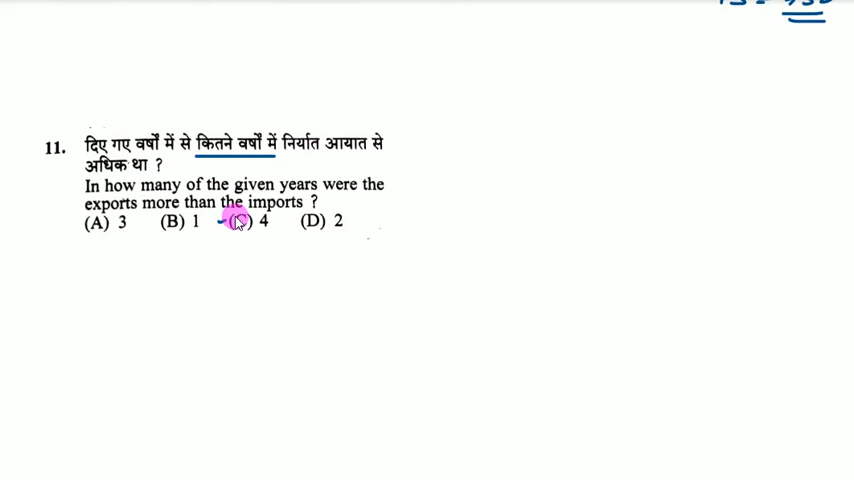 11. दिए गए वर्षों में से कितने वर्षों में निर्यात आयात से
अधिक था ?
In how many of the given years were the
exports more than the imports ?
(A) 3 (B) 1 (C) 4 (D) 2